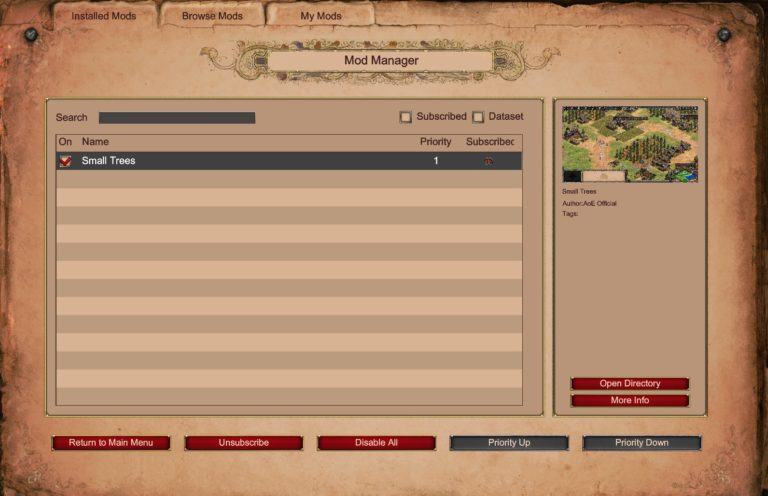 Installed Mods Browse Mods My Mods
Mod Manager
Search Subscribed Dataset
On Name Priority Subscribed
Small Trees 1
Small Trees
Author:AoE Official
Tags:
Open Directory
More Info
Return to Main Menu Unsubscribe Disable All Priority Up Priority Down